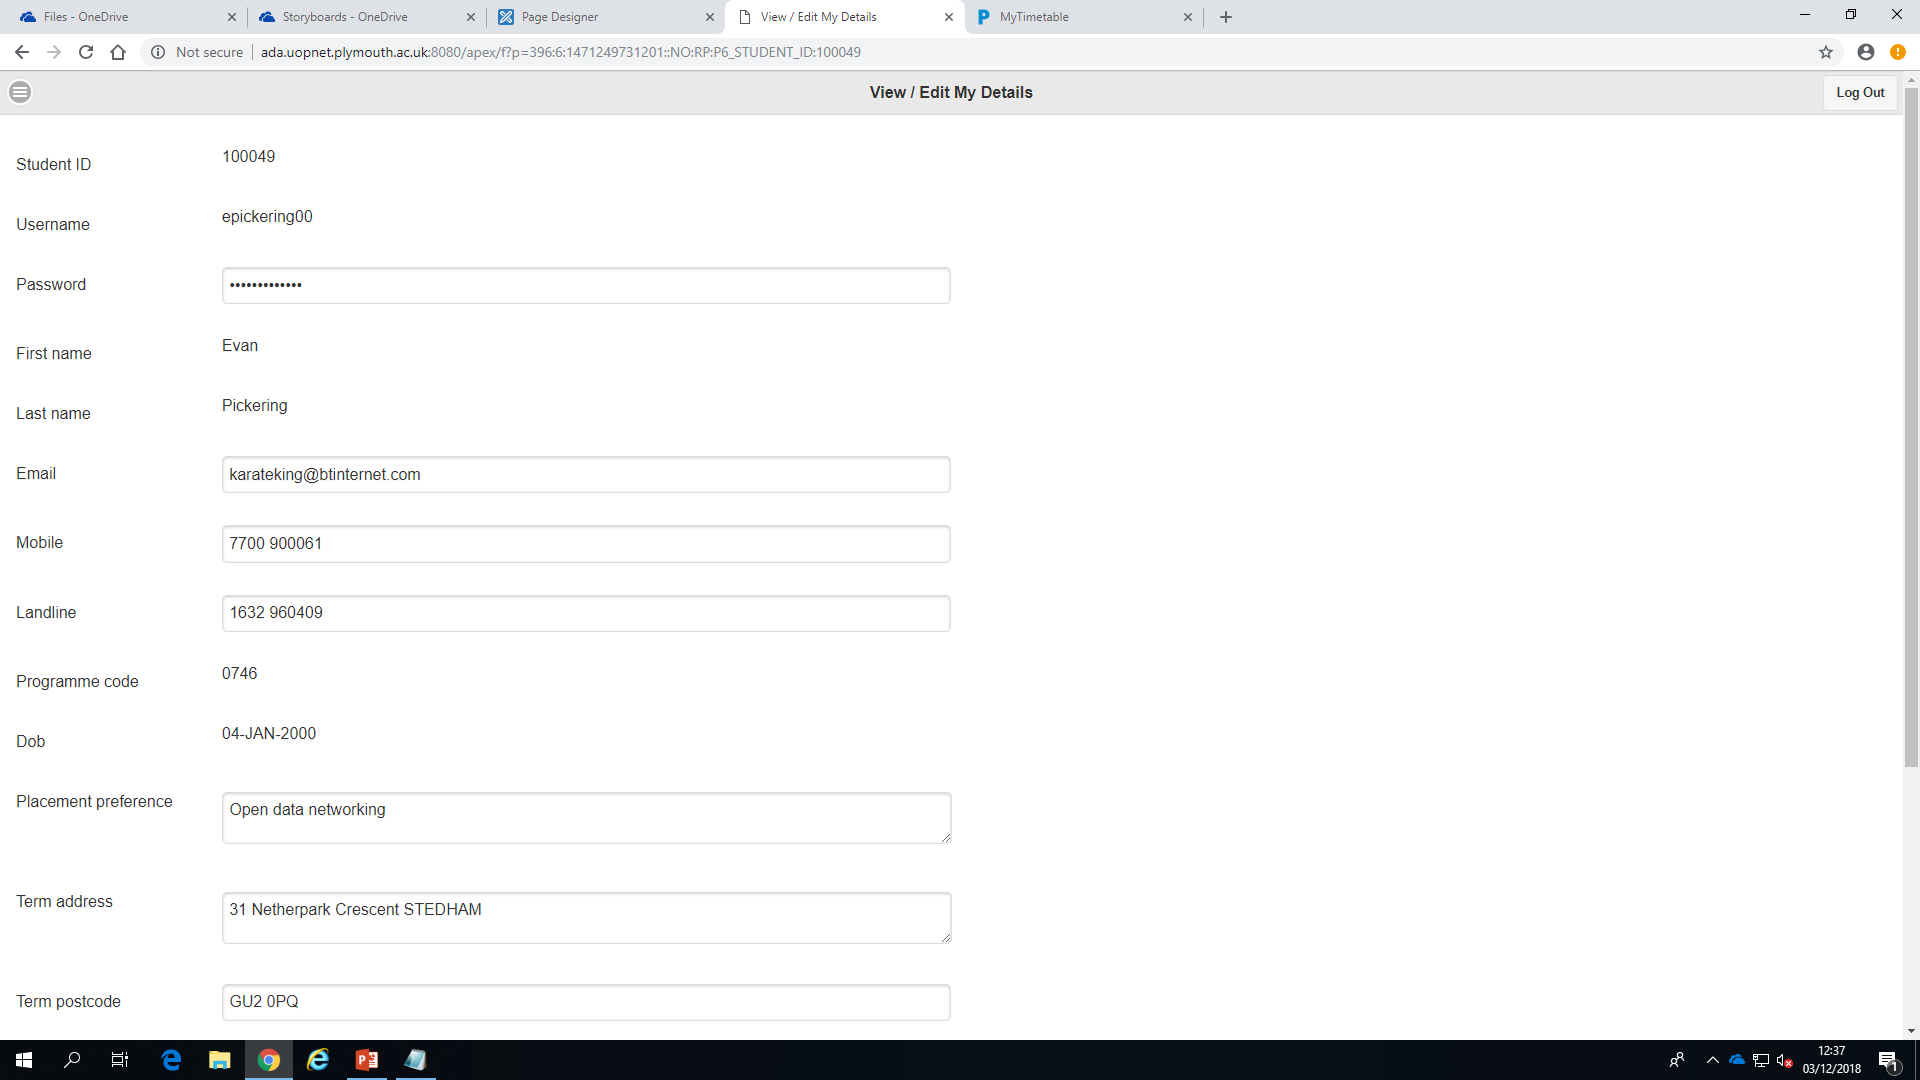 Files - OneDrive
Storyboards - OneDrive
Page Designer
View / Edit My Details
MyTimetable
Not secure
ada.uopnet.plymouth.ac.uk:8080/apex/f?p=396:6:1471249731201::NO:RP:P6_STUDENT_ID:100049
View / Edit My Details
Log Out
Student ID 100049
Username epickering00
Password •••••••••••••
First name Evan
Last name Pickering
Email karateking@btinternet.com
Mobile 7700 900061
Landline 1632 960409
Programme code 0746
Dob 04-JAN-2000
Placement preference Open data networking
Term address 31 Netherpark Crescent STEDHAM
Term postcode GU2 0PQ
12:37
03/12/2018
1